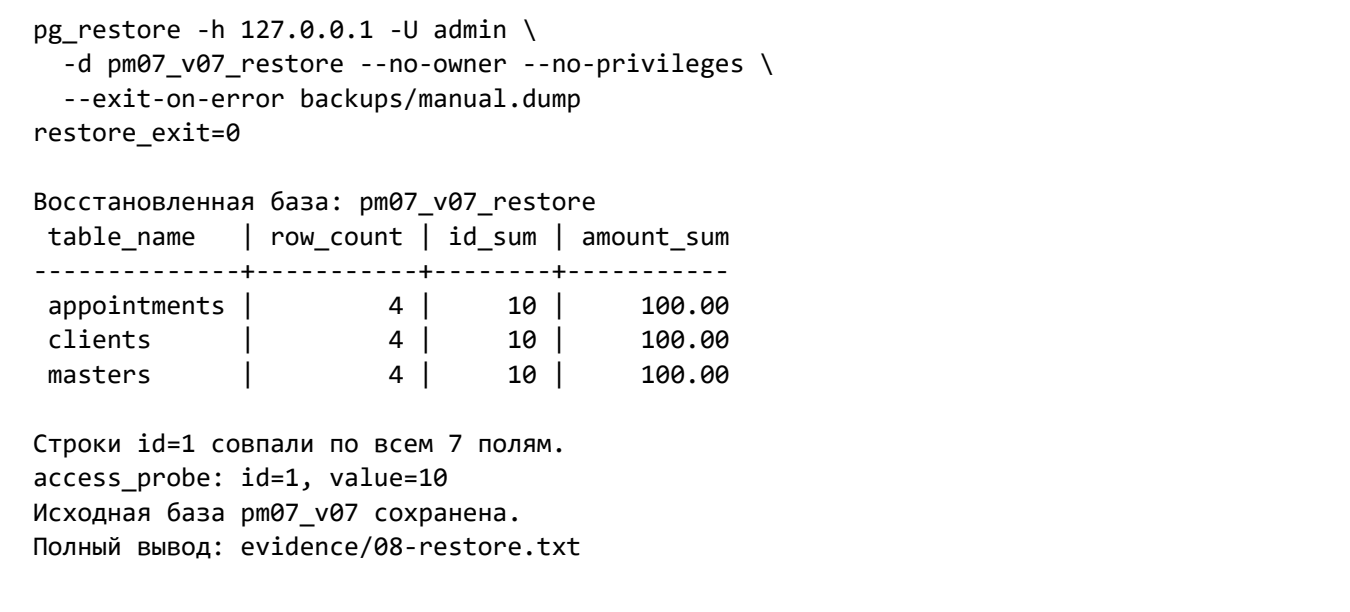 pg_restore -h 127.0.0.1 -U admin \
  -d pm07_v07_restore --no-owner --no-privileges \
  --exit-on-error backups/manual.dump
restore_exit=0

Восстановленная база: pm07_v07_restore
 table_name   | row_count | id_sum | amount_sum
--------------+-----------+--------+-----------
 appointments |         4 |     10 |     100.00
 clients      |         4 |     10 |     100.00
 masters      |         4 |     10 |     100.00

Строки id=1 совпали по всем 7 полям.
access_probe: id=1, value=10
Исходная база pm07_v07 сохранена.
Полный вывод: evidence/08-restore.txt